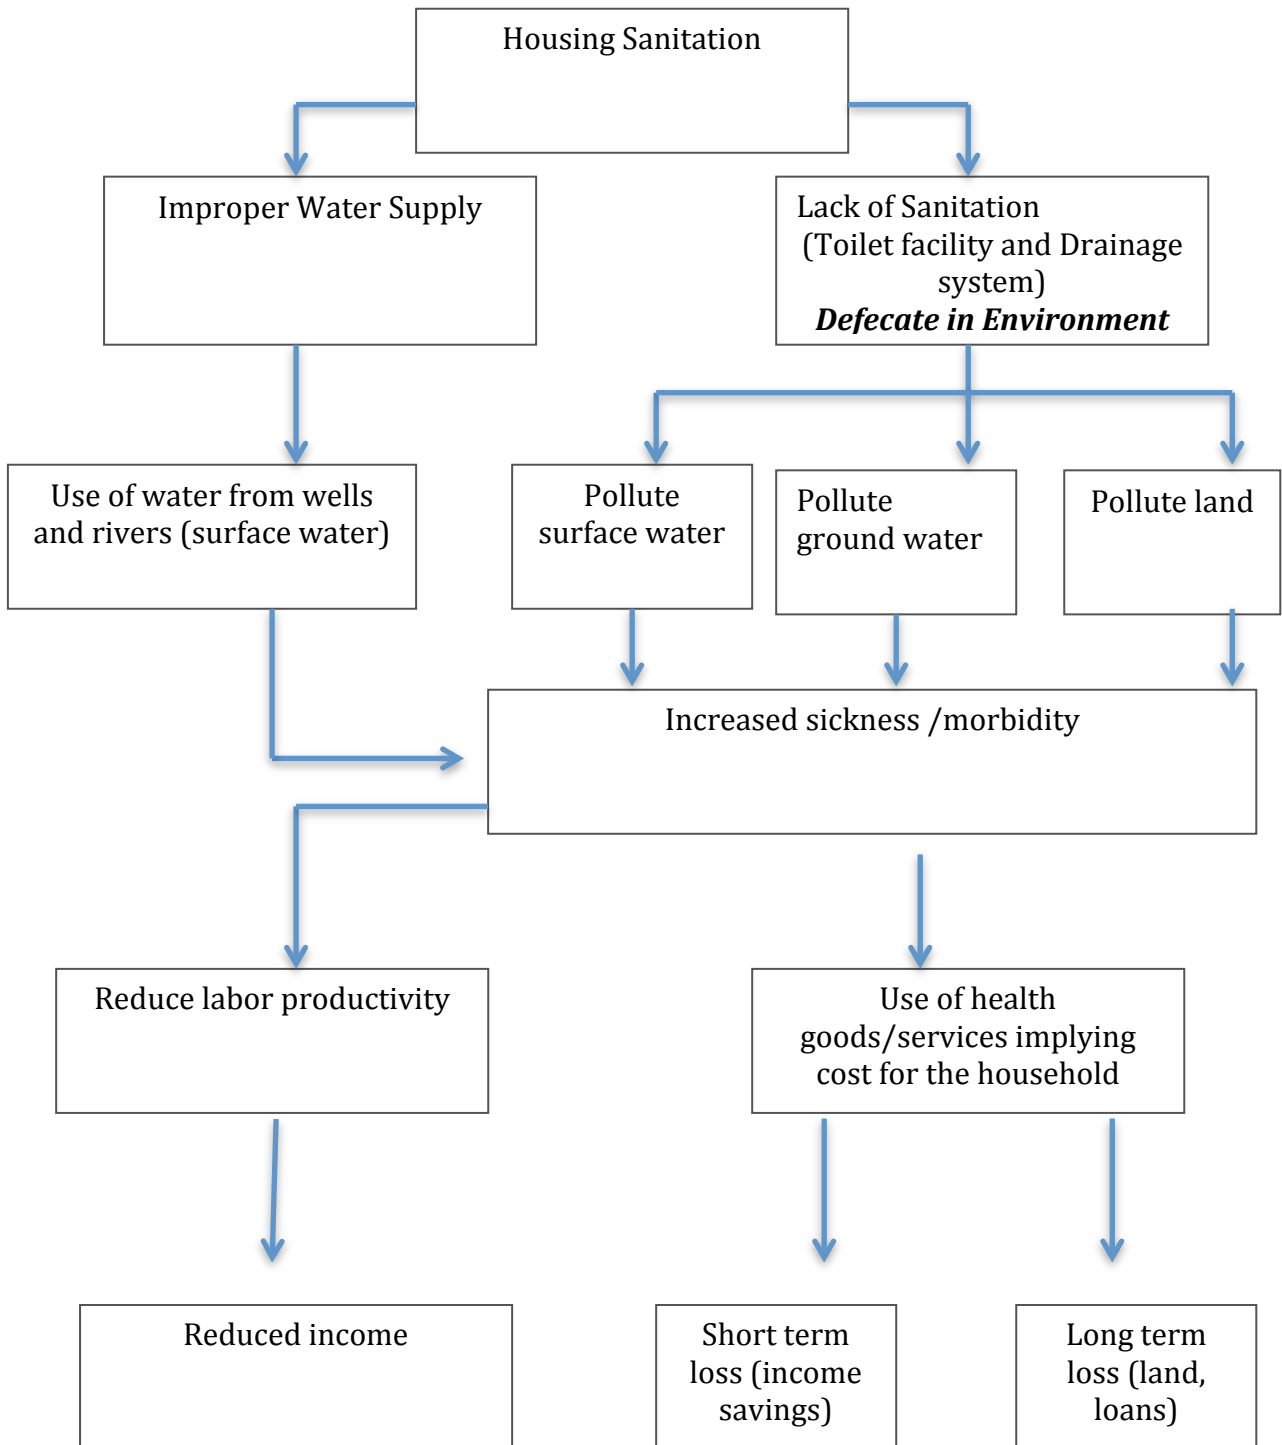 Housing Sanitation
Improper Water Supply
Lack of Sanitation
(Toilet facility and Drainage
system)
Defecate in Environment
Use of water from wells
and rivers (surface water)
Pollute
surface water
Pollute
ground water
Pollute land
Increased sickness /morbidity
Reduce labor productivity
Use of health
goods/services implying
cost for the household
Reduced income
Short term
loss (income
savings)
Long term
loss (land,
loans)